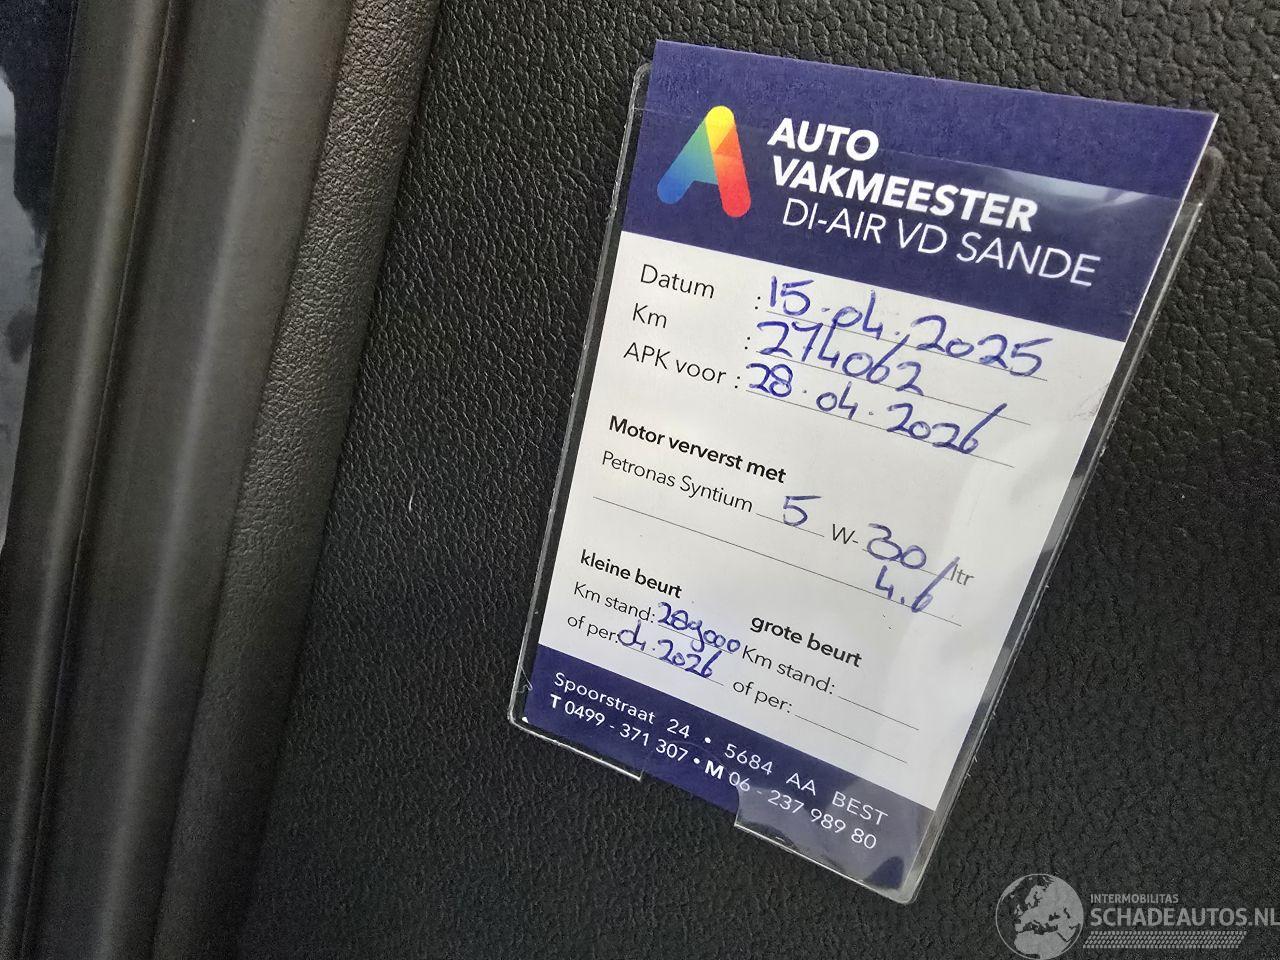 AUTO
VAKMEESTER
DI-AIR VD SANDE
Datum : 15.04.2025
Km : 274062
APK voor : 28.04.2026
Motor ververst met
Petronas Syntium 5 W-30/ltr
4.6
kleine beurt
Km stand: 289000
of per: 04.2026
grote beurt
Km stand:
of per:
Spoorstraat 24 • 5684 AA BEST
T 0499 - 371 307 • M 06 - 237 989 80
INTERMOBILITAS
SCHADEAUTOS.NL